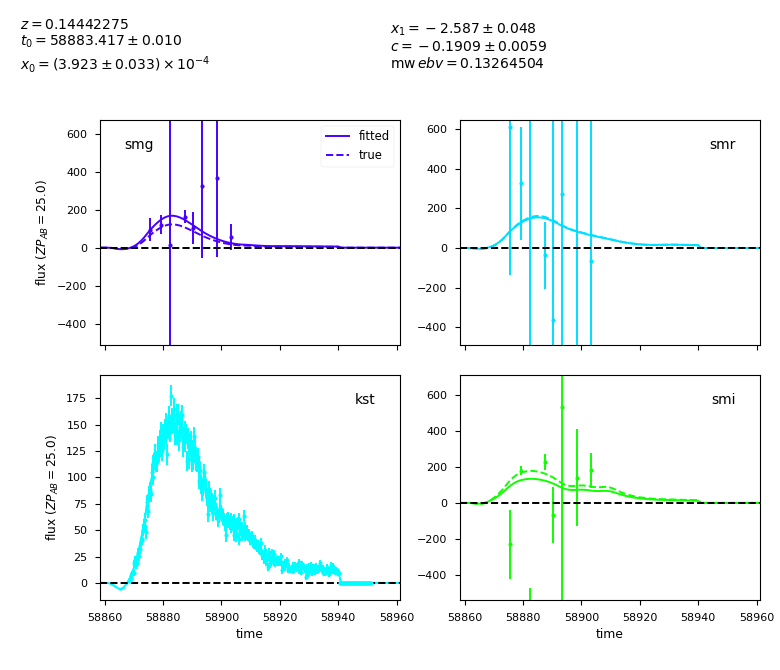 z = 0.14442275
t₀ = 58883.417 ± 0.010
x₀ = (3.923 ± 0.033) × 10⁻⁴
x₁ = −2.587 ± 0.048
c = −0.1909 ± 0.0059
mw ebv = 0.13264504
600
400
200
0
−200
−400
flux (ZP_AB = 25.0)
smg
fitted
true
600
400
200
0
−200
−400
smr
175
150
125
100
75
50
25
0
flux (ZP_AB = 25.0)
kst
58860 58880 58900 58920 58940 58960
time
600
400
200
0
−200
−400
smi
58860 58880 58900 58920 58940 58960
time